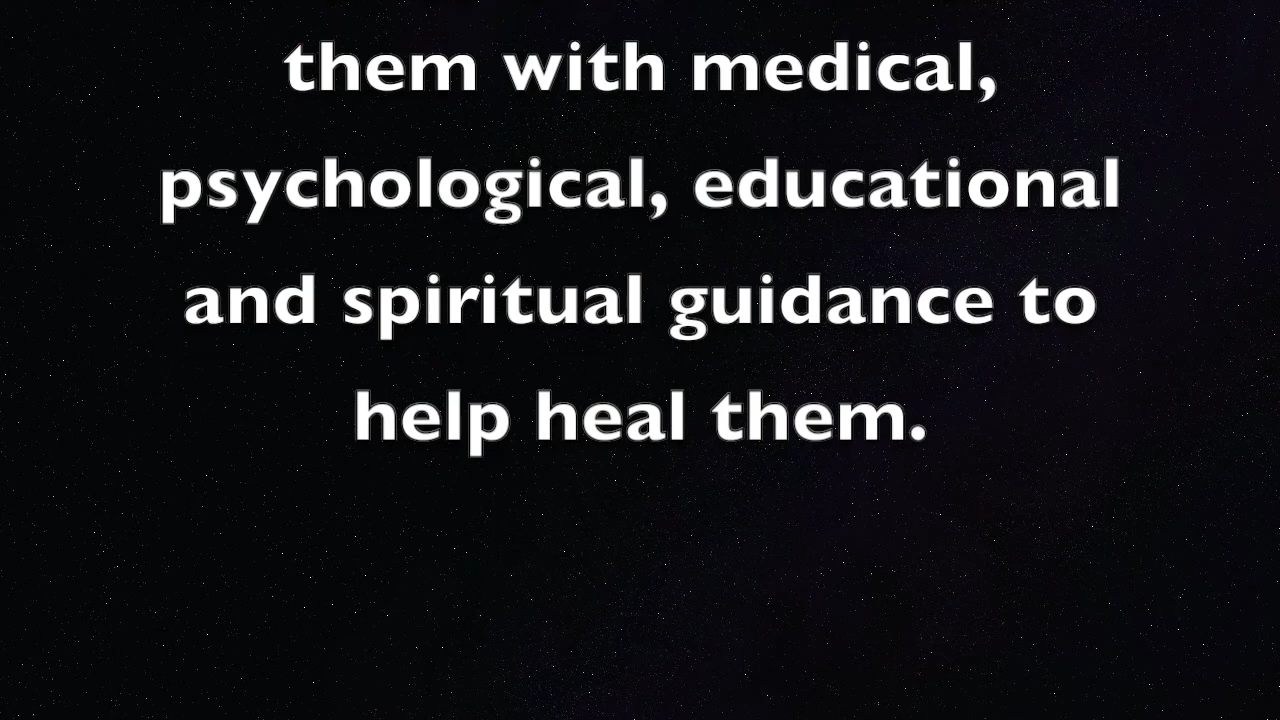 them with medical,
psychological, educational
and spiritual guidance to
help heal them.